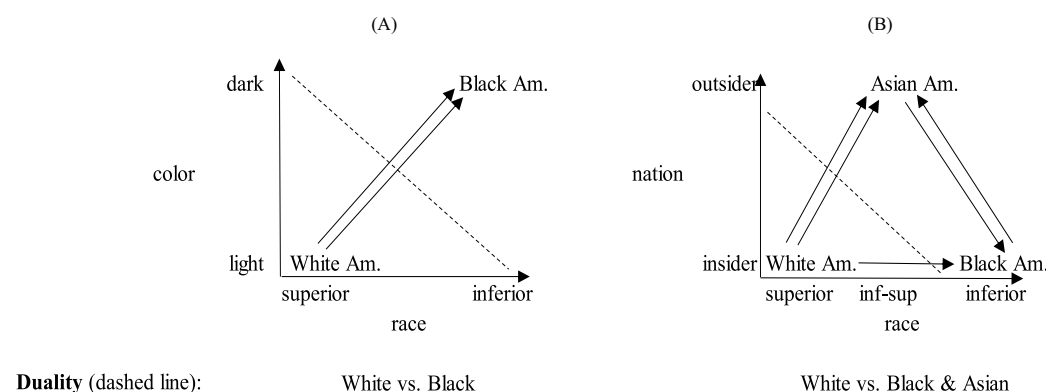 (A) (B)
dark Black Am. outsider Asian Am.
color nation
light White Am. insider White Am. Black Am.
superior inferior superior inf-sup inferior
race race
Duality (dashed line): White vs. Black White vs. Black & Asian